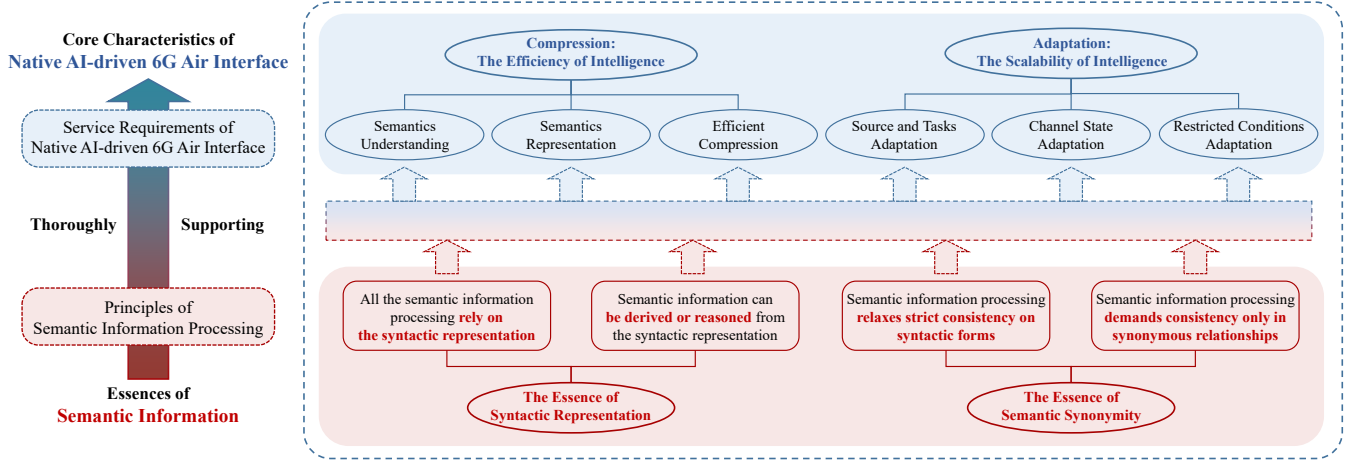 Core Characteristics of
Native AI-driven 6G Air Interface
Service Requirements of
Native AI-driven 6G Air Interface
Thoroughly Supporting
Principles of
Semantic Information Processing
Essences of
Semantic Information
Compression:
The Efficiency of Intelligence
Adaptation:
The Scalability of Intelligence
Semantics
Understanding
Semantics
Representation
Efficient
Compression
Source and Tasks
Adaptation
Channel State
Adaptation
Restricted Conditions
Adaptation
All the semantic information
processing rely on
the syntactic representation
Semantic information can
be derived or reasoned from
the syntactic representation
Semantic information processing
relaxes strict consistency on
syntactic forms
Semantic information processing
demands consistency only in
synonymous relationships
The Essence of
Syntactic Representation
The Essence of
Semantic Synonymity